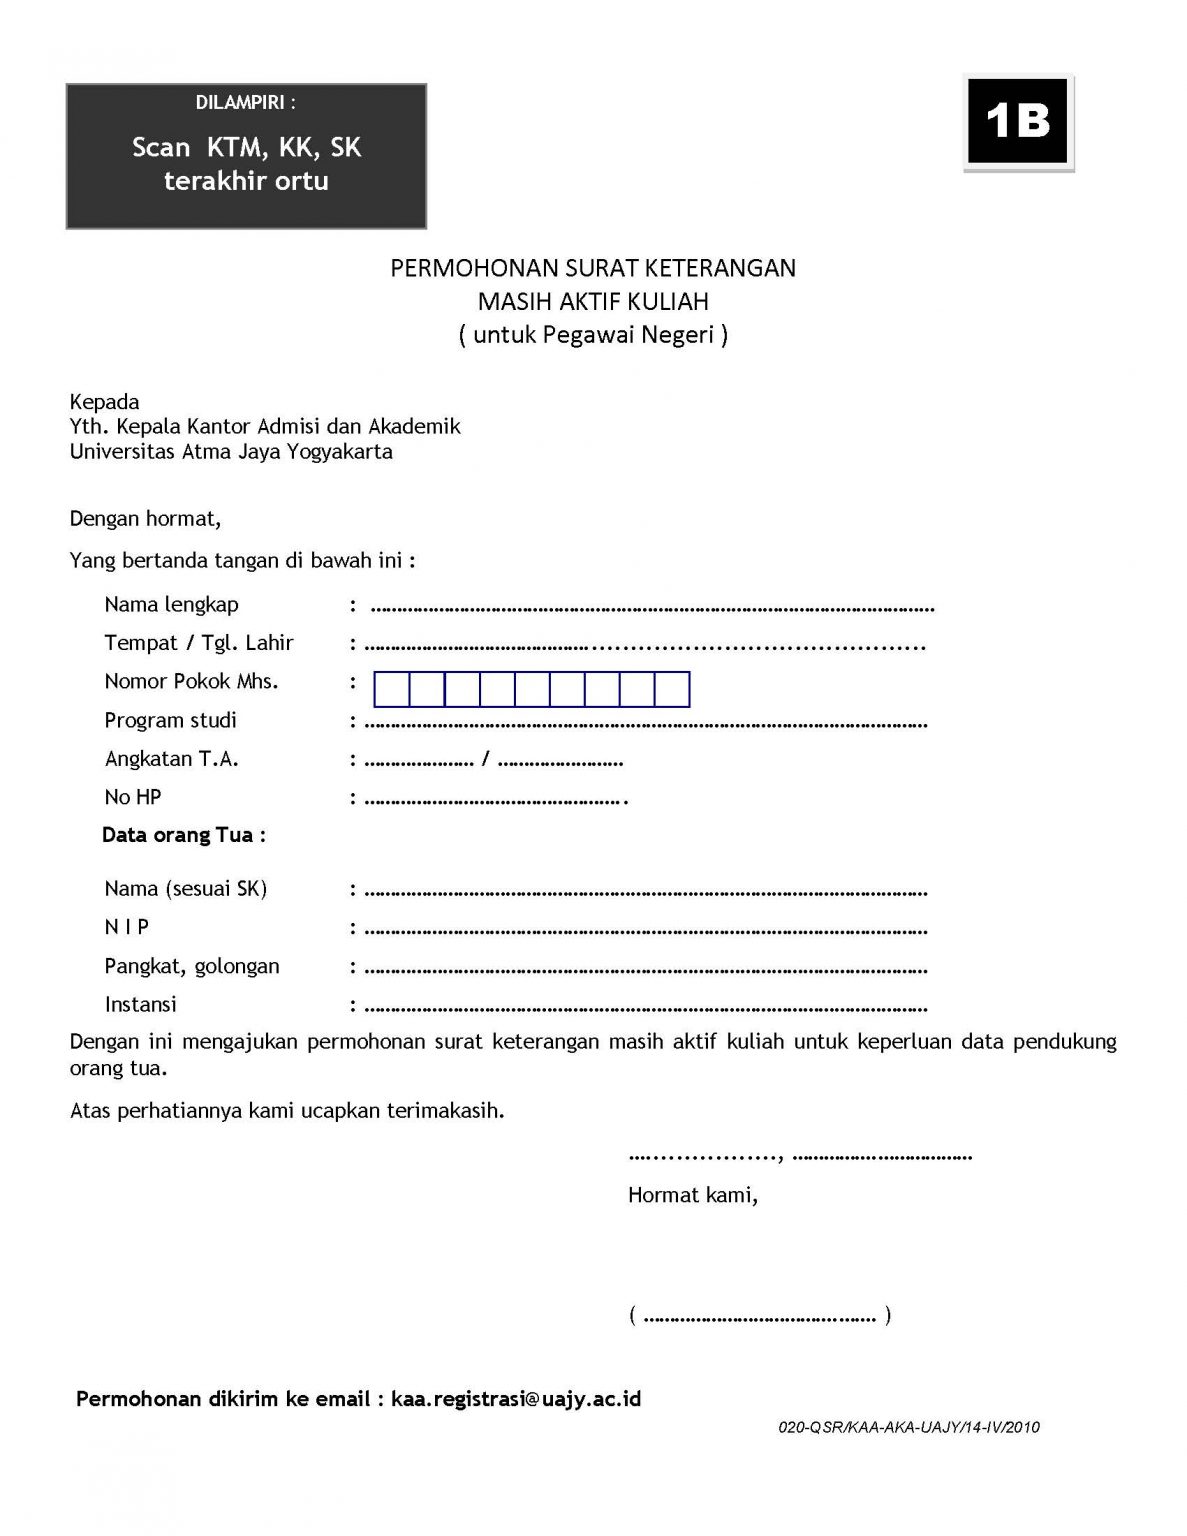 DILAMPIRI :
Scan KTM, KK, SK
terakhir ortu
1B
PERMOHONAN SURAT KETERANGAN
MASIH AKTIF KULIAH
( untuk Pegawai Negeri )
Kepada
Yth. Kepala Kantor Admisi dan Akademik
Universitas Atma Jaya Yogyakarta
Dengan hormat,
Yang bertanda tangan di bawah ini :
Nama lengkap : ........................................................................
Tempat / Tgl. Lahir : ........................................................................
Nomor Pokok Mhs. :
Program studi : ........................................................................
Angkatan T.A. : .................... / ........................
No HP : ..................................................
Data orang Tua :
Nama (sesuai SK) : ........................................................................
N I P : ........................................................................
Pangkat, golongan : ........................................................................
Instansi : ........................................................................
Dengan ini mengajukan permohonan surat keterangan masih aktif kuliah untuk keperluan data pendukung
orang tua.
Atas perhatiannya kami ucapkan terimakasih.
...................., ..................................
Hormat kami,
( ............................................ )
Permohonan dikirim ke email : kaa.registrasi@uajy.ac.id
020-QSR/KAA-AKA-UAJY/14-IV/2010